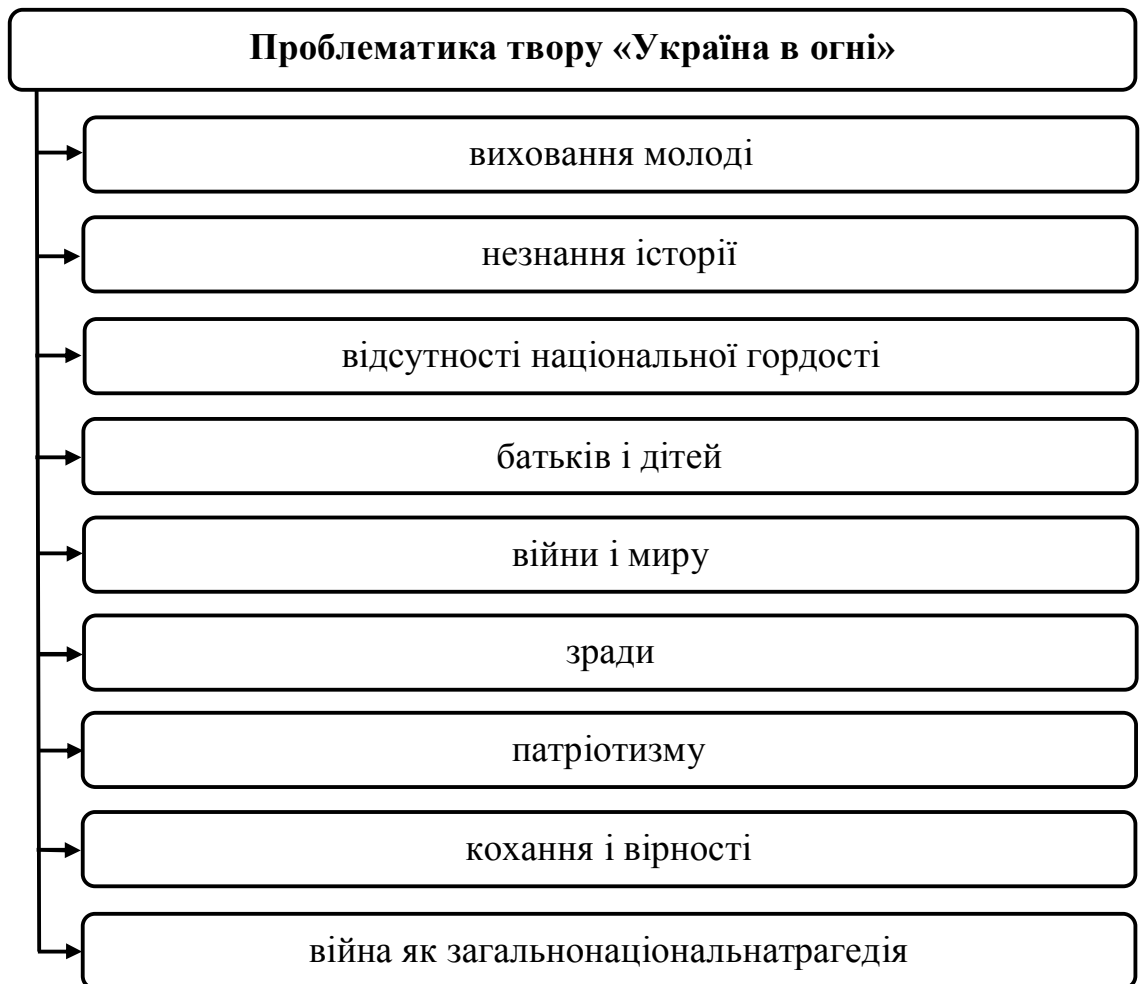 Проблематика твору «Україна в огні»
виховання молоді
незнання історії
відсутності національної гордості
батьків і дітей
війни і миру
зради
патріотизму
кохання і вірності
війна як загальнонаціональнатрагедія